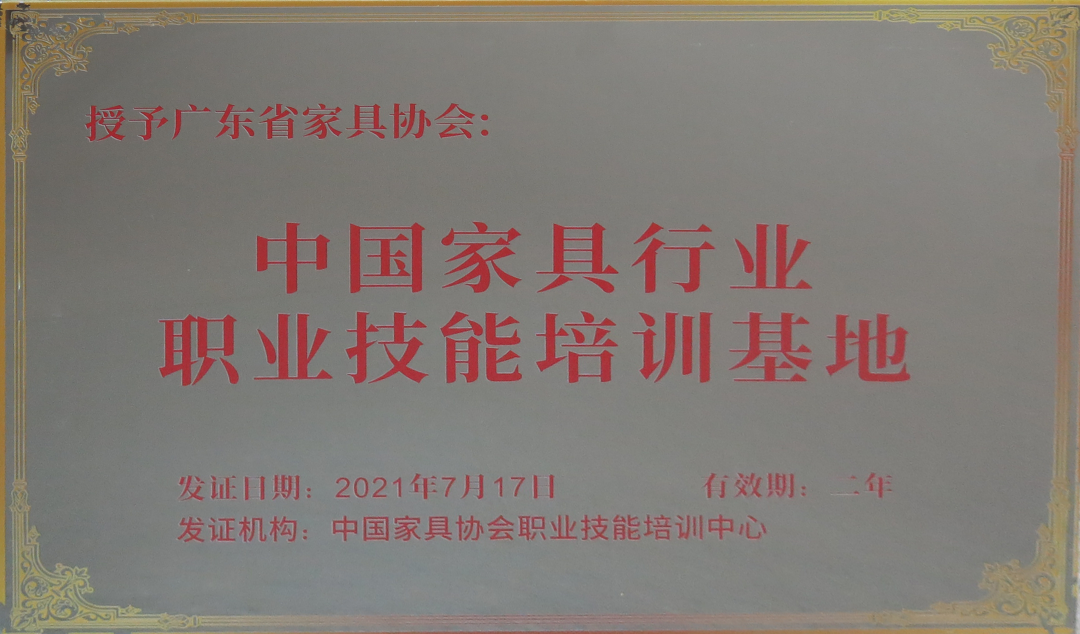 授予广东省家具协会:
中国家具行业
职业技能培训基地
发证日期：2021年7月17日 有效期：二年
发证机构：中国家具协会职业技能培训中心